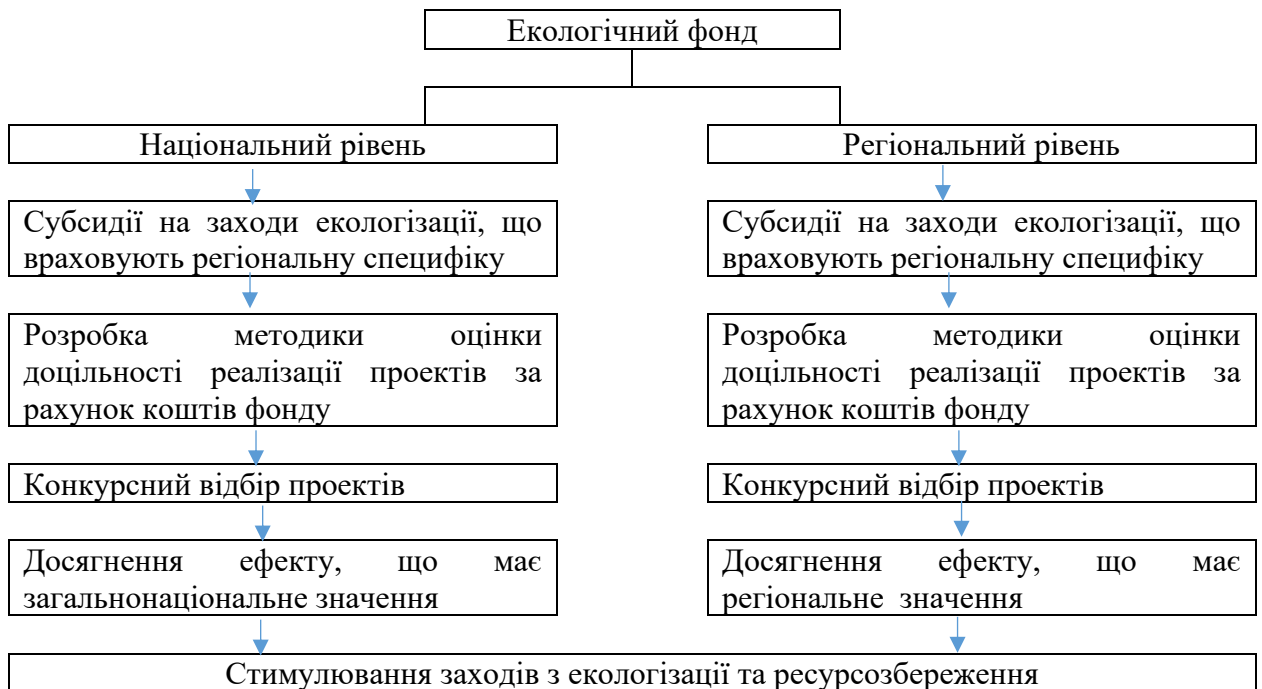 Екологічний фонд
Національний рівень
Регіональний рівень
Субсидії на заходи екологізації, що
враховують регіональну специфіку
Субсидії на заходи екологізації, що
враховують регіональну специфіку
Розробка методики оцінки
доцільності реалізації проектів за
рахунок коштів фонду
Розробка методики оцінки
доцільності реалізації проектів за
рахунок коштів фонду
Конкурсний відбір проектів
Конкурсний відбір проектів
Досягнення ефекту, що має
загальнонаціональне значення
Досягнення ефекту, що має
регіональне значення
Стимулювання заходів з екологізації та ресурсозбереження